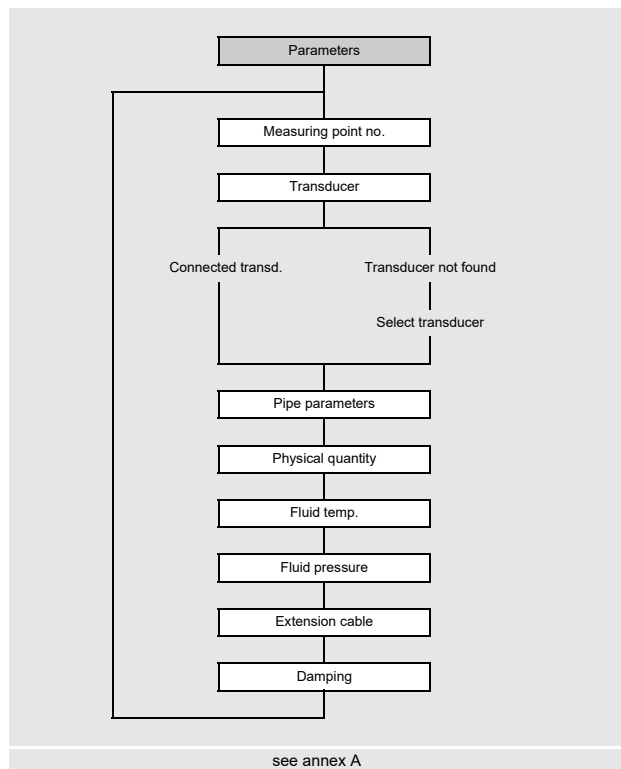 Parameters
Measuring point no.
Transducer
Connected transd.
Transducer not found
Select transducer
Pipe parameters
Physical quantity
Fluid temp.
Fluid pressure
Extension cable
Damping
see annex A